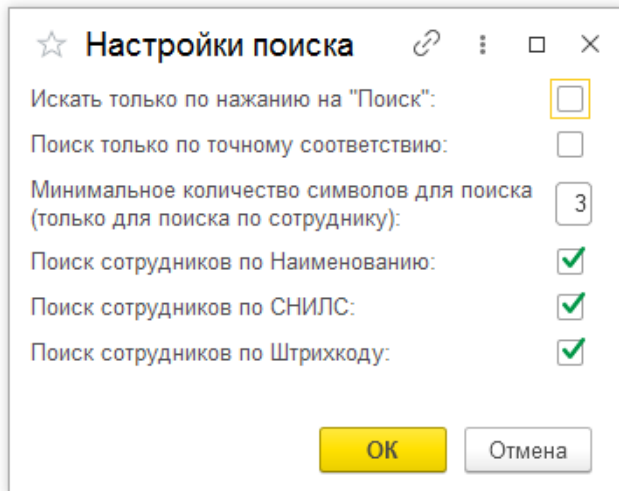 Настройки поиска
Искать только по нажанию на "Поиск":
Поиск только по точному соответствию:
Минимальное количество символов для поиска
(только для поиска по сотруднику):
3
Поиск сотрудников по Наименованию:
Поиск сотрудников по СНИЛС:
Поиск сотрудников по Штрихкоду:
ОК
Отмена